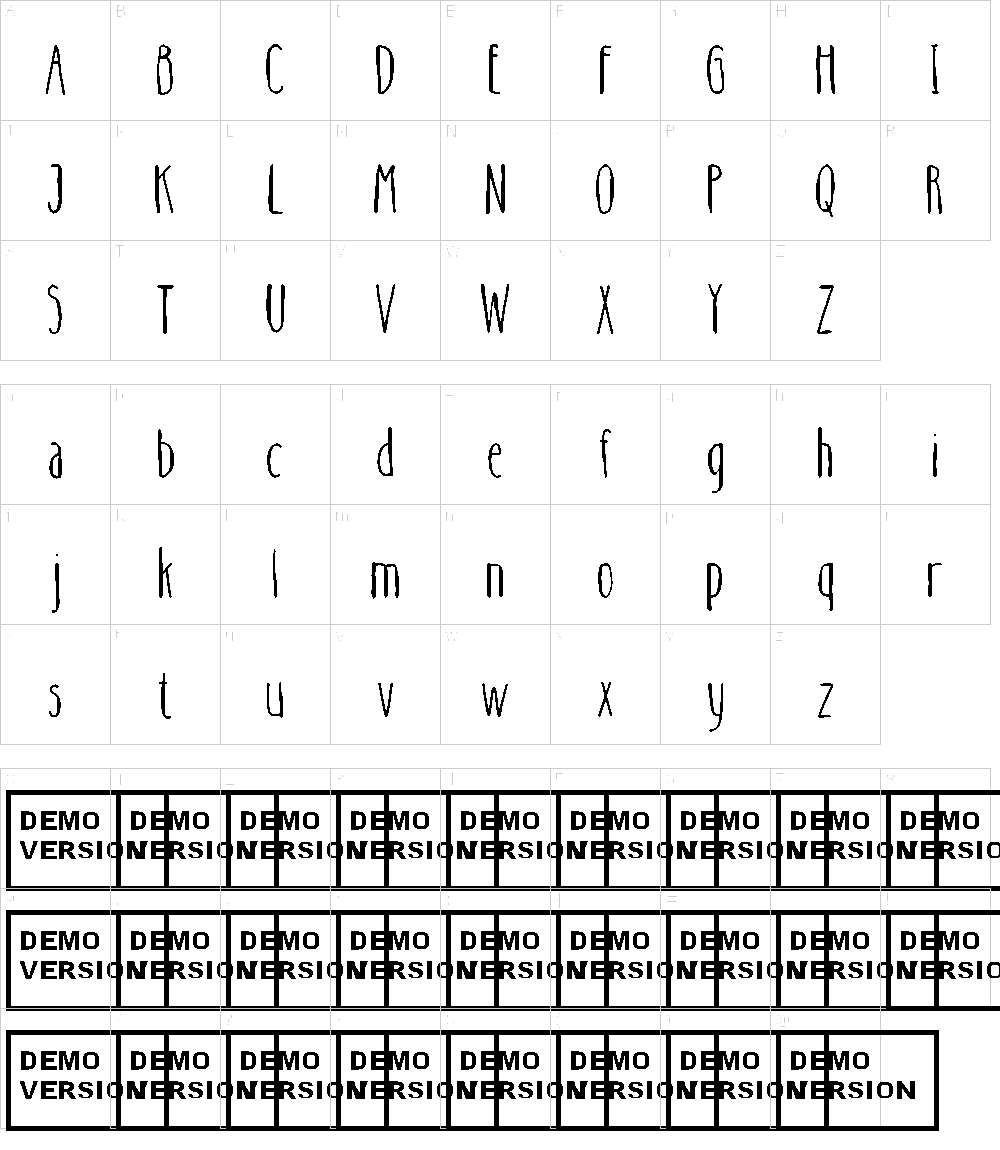 A B C D E F G H I
J K L M N O P Q R
S T U V W X Y Z
a b c d e f g h i
j k l m n o p q r
s t u v w x y z
DEMO DEMO DEMO DEMO DEMO DEMO DEMO DEMO DEMO
VERSION VERSION VERSION VERSION VERSION VERSION VERSION VERSION VERSION
DEMO DEMO DEMO DEMO DEMO DEMO DEMO DEMO DEMO
VERSION VERSION VERSION VERSION VERSION VERSION VERSION VERSION VERSION
DEMO DEMO DEMO DEMO DEMO DEMO DEMO DEMO
VERSION VERSION VERSION VERSION VERSION VERSION VERSION VERSION